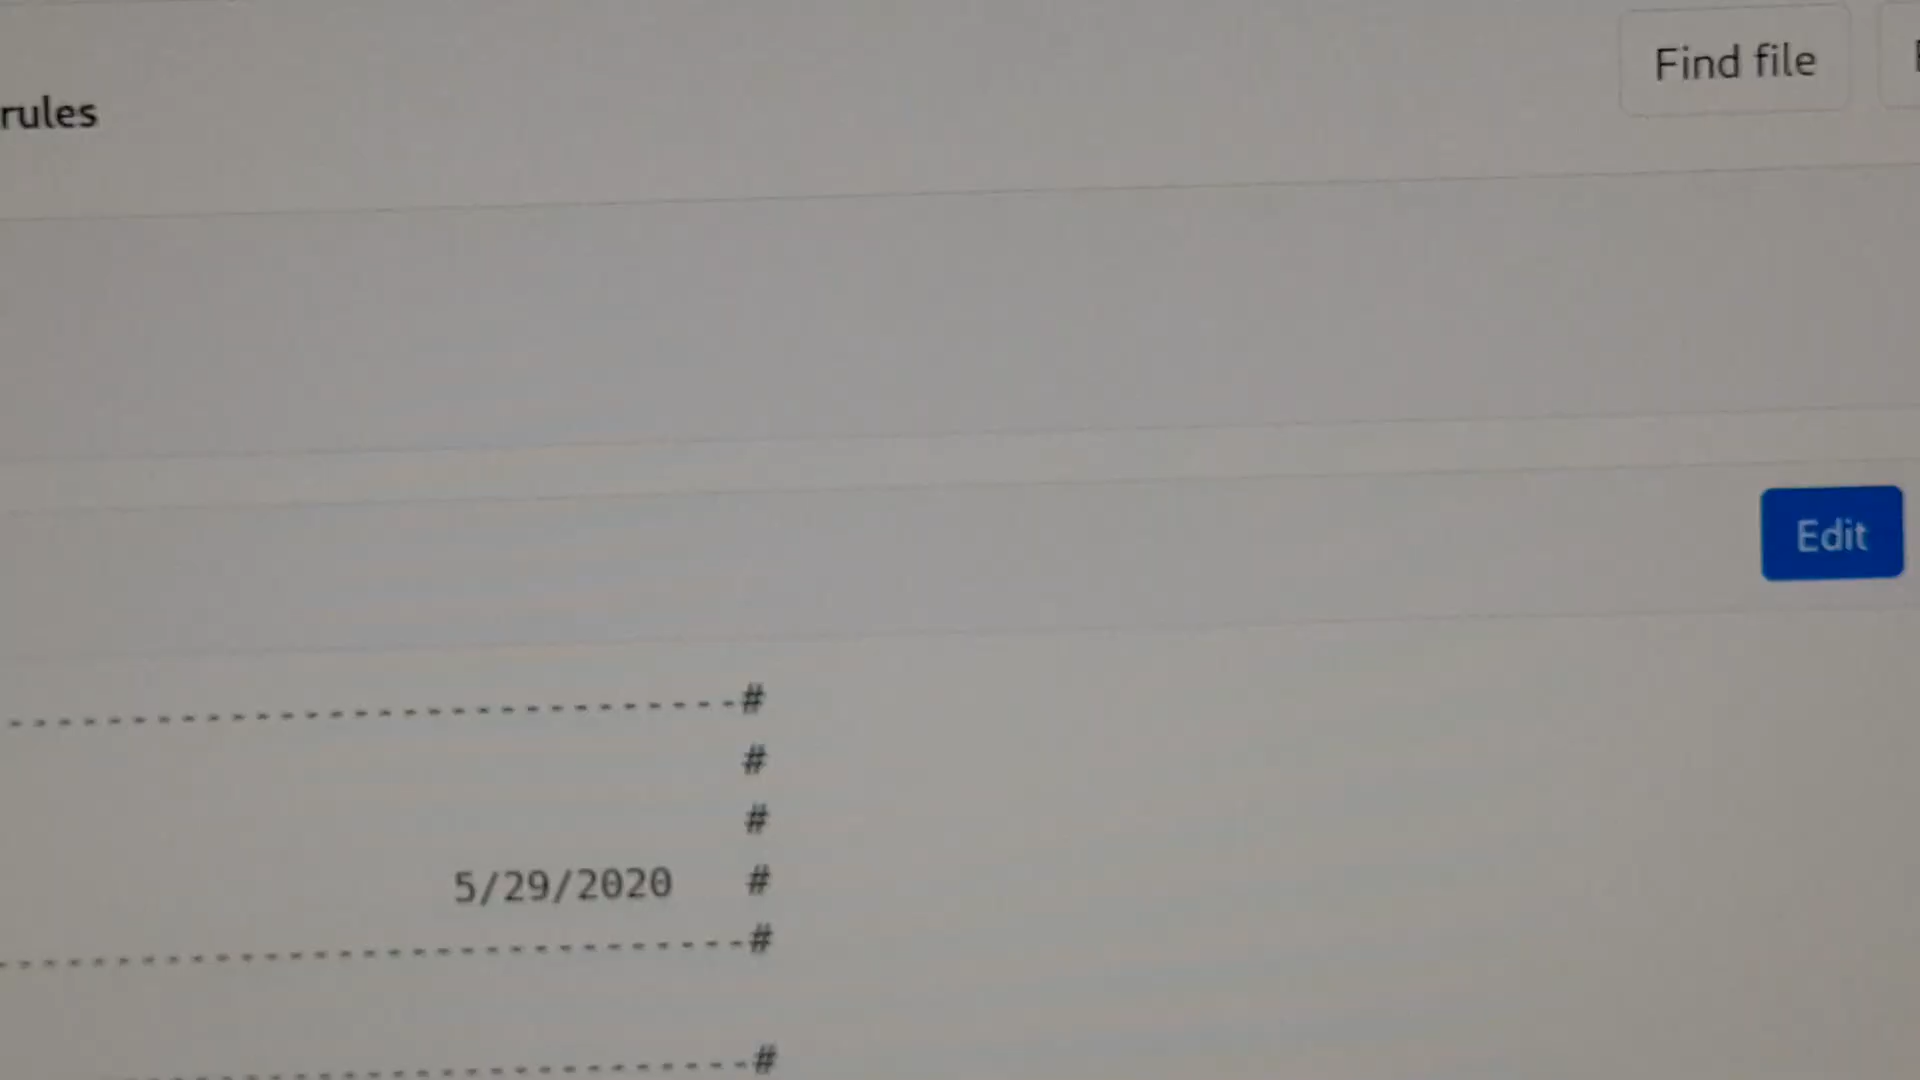 rules
Find file
Edit
------------------------------#
#
#
5/29/2020 #
-------------------------------#
---------------------------#